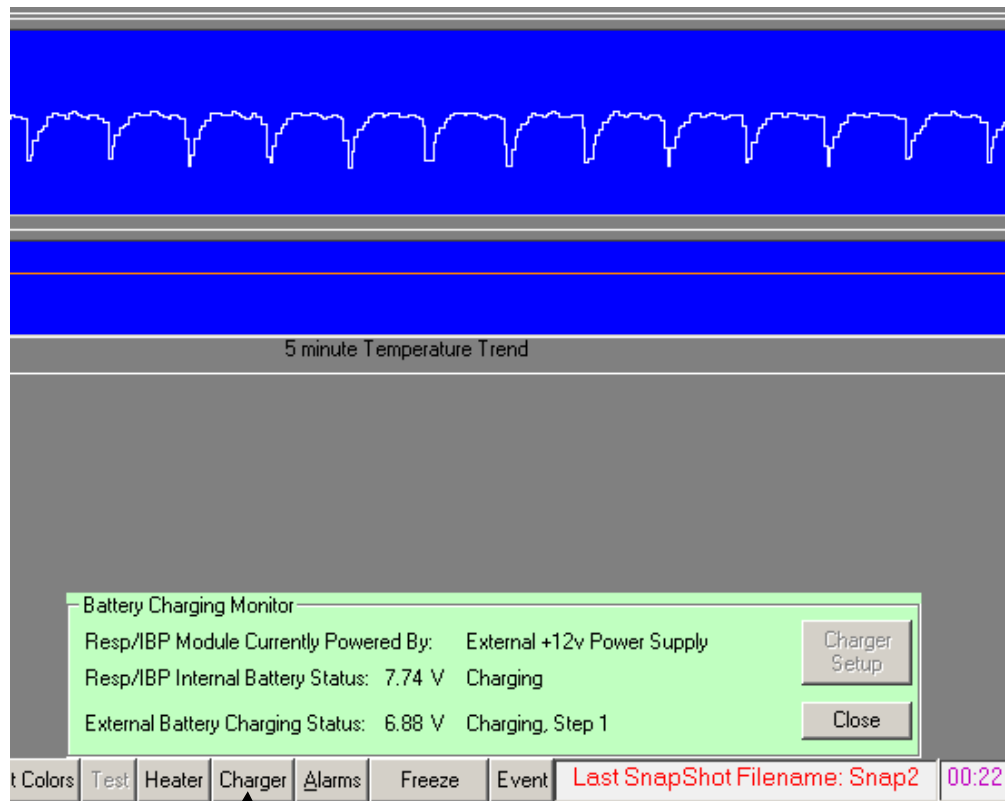 5 minute Temperature Trend
Battery Charging Monitor
Resp/IBP Module Currently Powered By: External +12v Power Supply
Resp/IBP Internal Battery Status: 7.74 V Charging
External Battery Charging Status: 6.88 V Charging, Step 1
Charger
Setup
Close
t Colors Test Heater Charger Alarms Freeze Event Last SnapShot Filename: Snap2 00:22